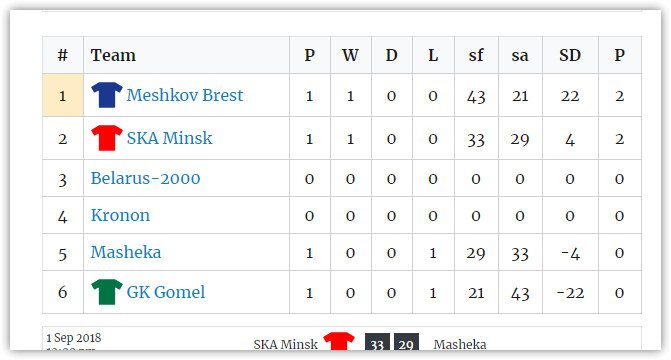 # Team P W D L sf sa SD P
1 Meshkov Brest 1 1 0 0 43 21 22 2
2 SKA Minsk 1 1 0 0 33 29 4 2
3 Belarus-2000 0 0 0 0 0 0 0 0
4 Kronon 0 0 0 0 0 0 0 0
5 Masheka 1 0 0 1 29 33 -4 0
6 GK Gomel 1 0 0 1 21 43 -22 0
1 Sep 2018
SKA Minsk 33 29 Masheka